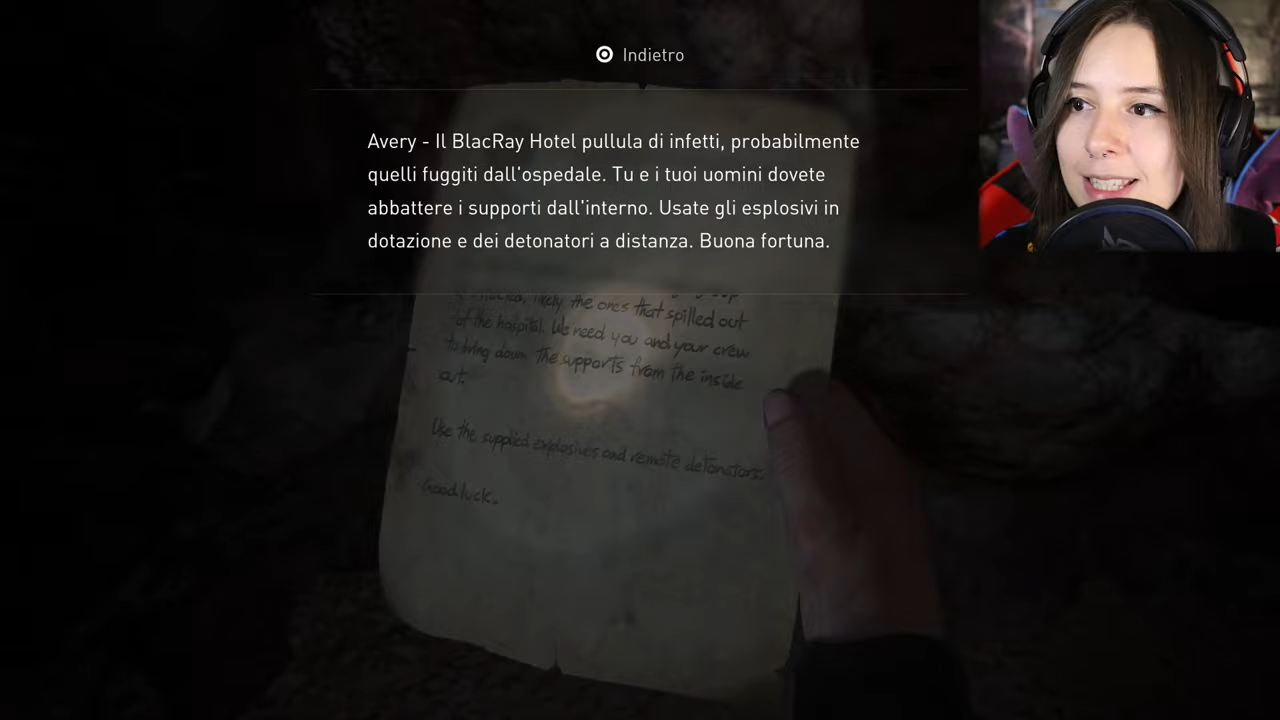 Indietro
Avery - Il BlacRay Hotel pullula di infetti, probabilmente
quelli fuggiti dall'ospedale. Tu e i tuoi uomini dovete
abbattere i supporti dall'interno. Usate gli esplosivi in
dotazione e dei detonatori a distanza. Buona fortuna.
likely the ones that spilled out
of the hospital. We need you and your crew
to bring down the supports from the inside
out.
Use the supplied explosives and remote detonators.
Good luck.